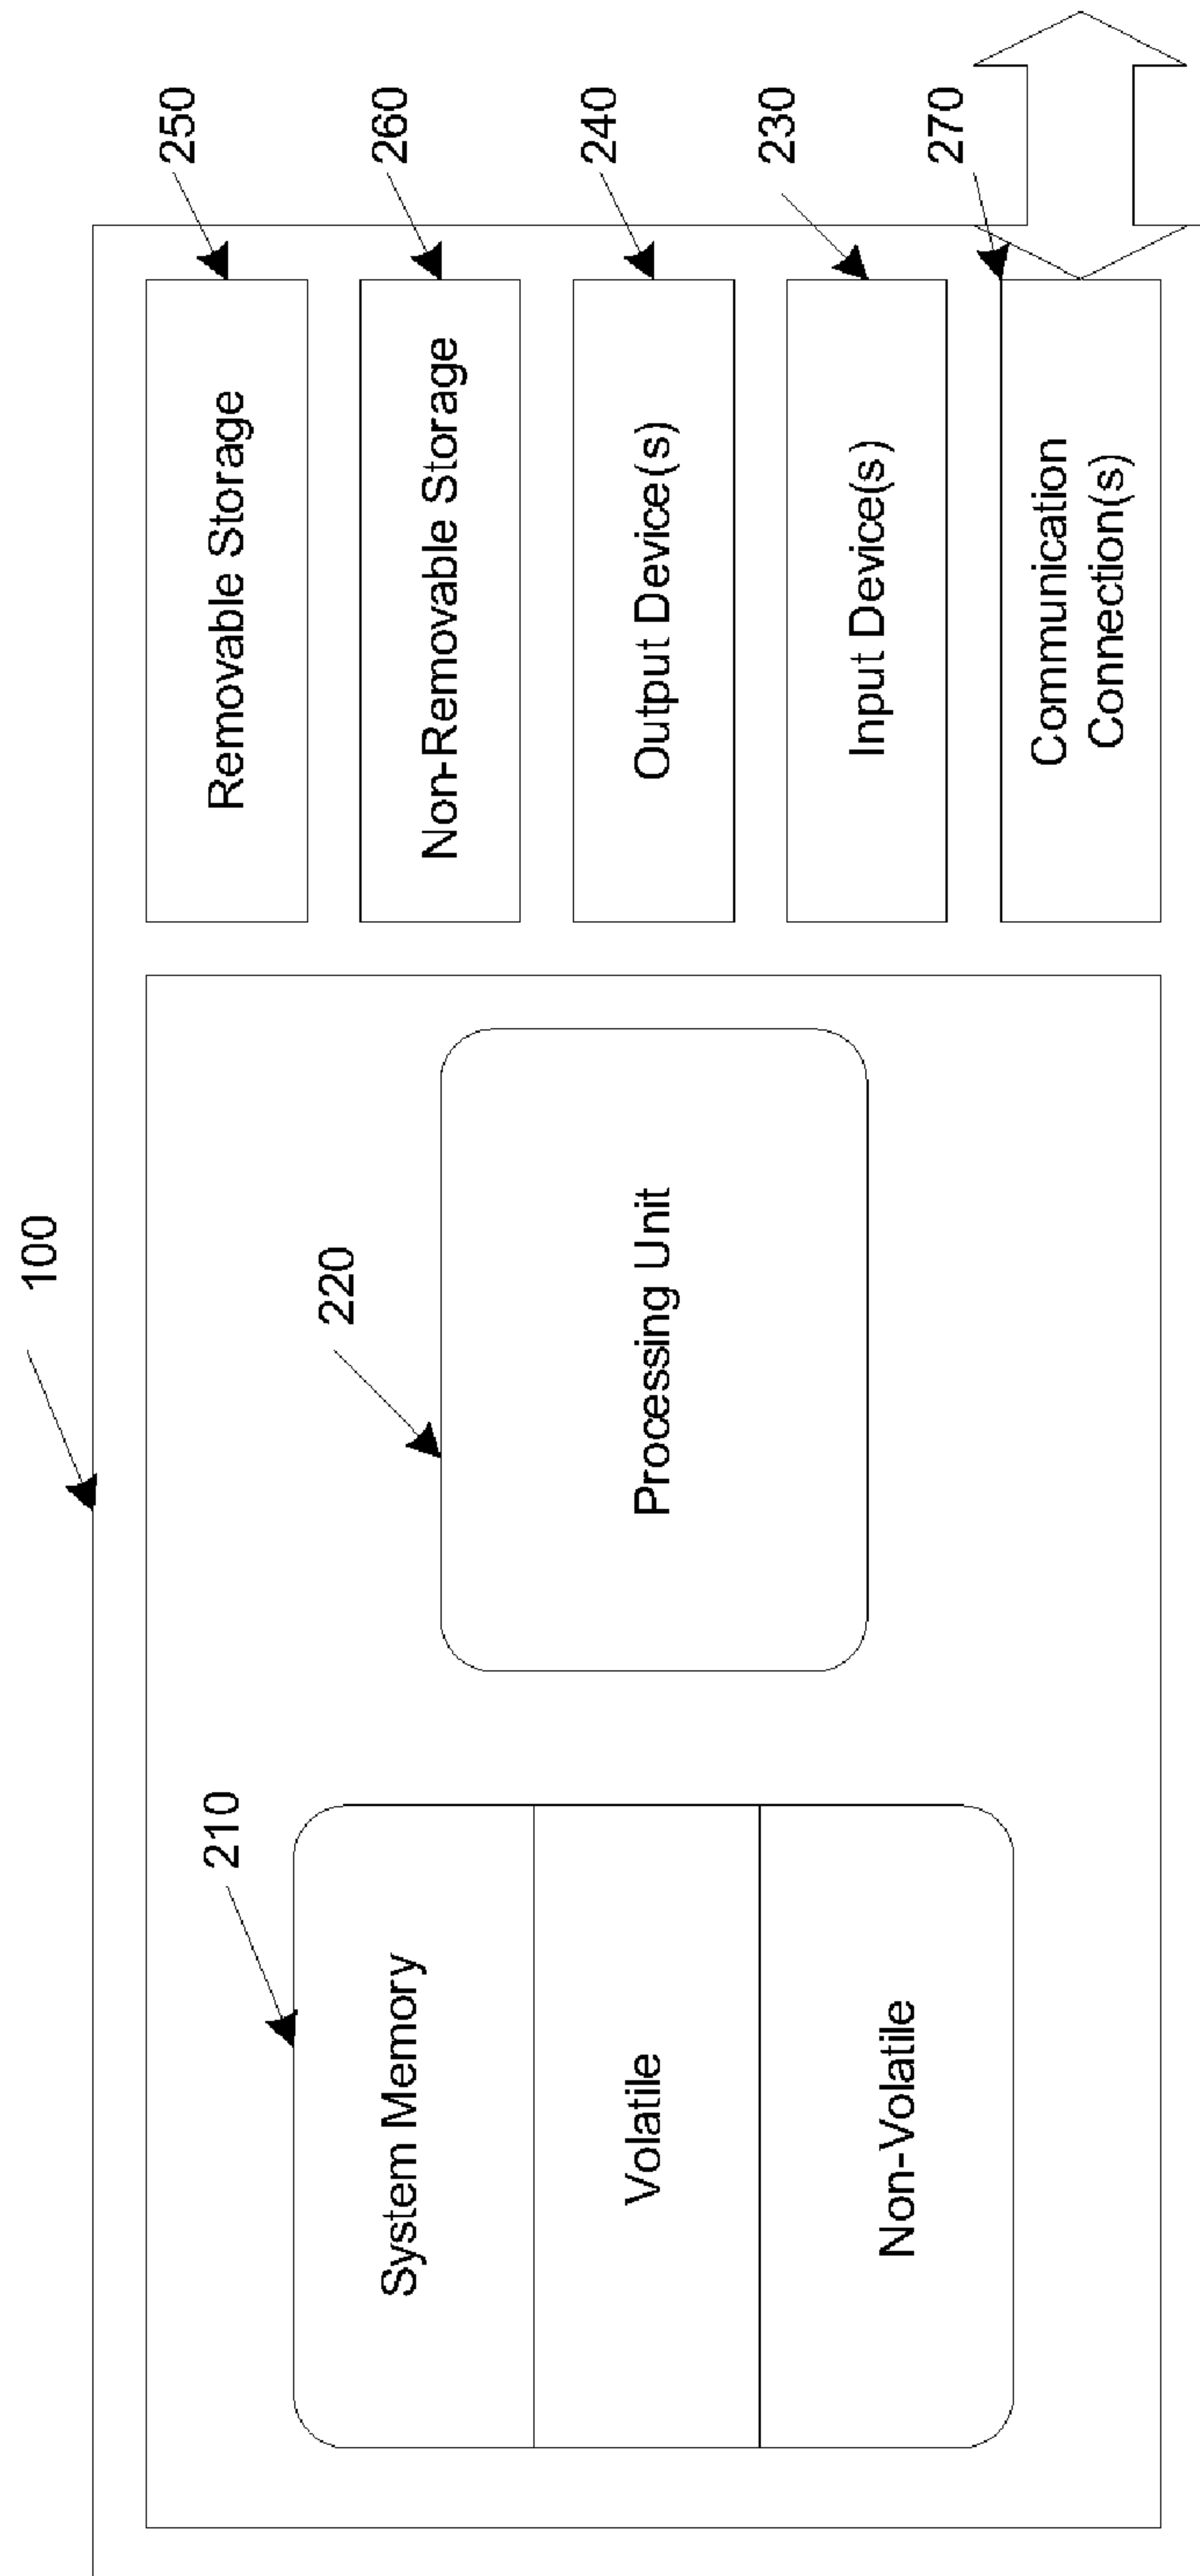 100
210
System Memory
Volatile
Non-Volatile
220
Processing Unit
250
Removable Storage
260
Non-Removable Storage
240
Output Device(s)
230
Input Device(s)
270
Communication
Connection(s)